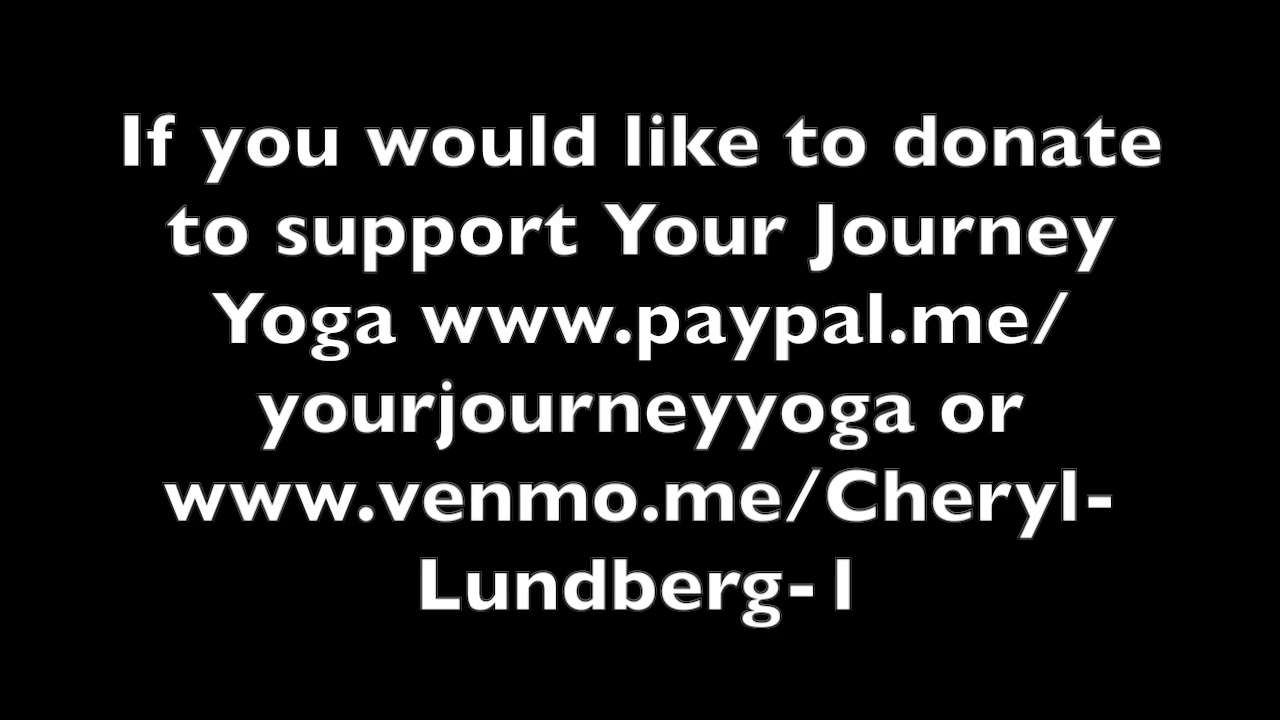 If you would like to donate
to support Your Journey
Yoga www.paypal.me/
yourjourneyyoga or
www.venmo.me/Cheryl-
Lundberg-1